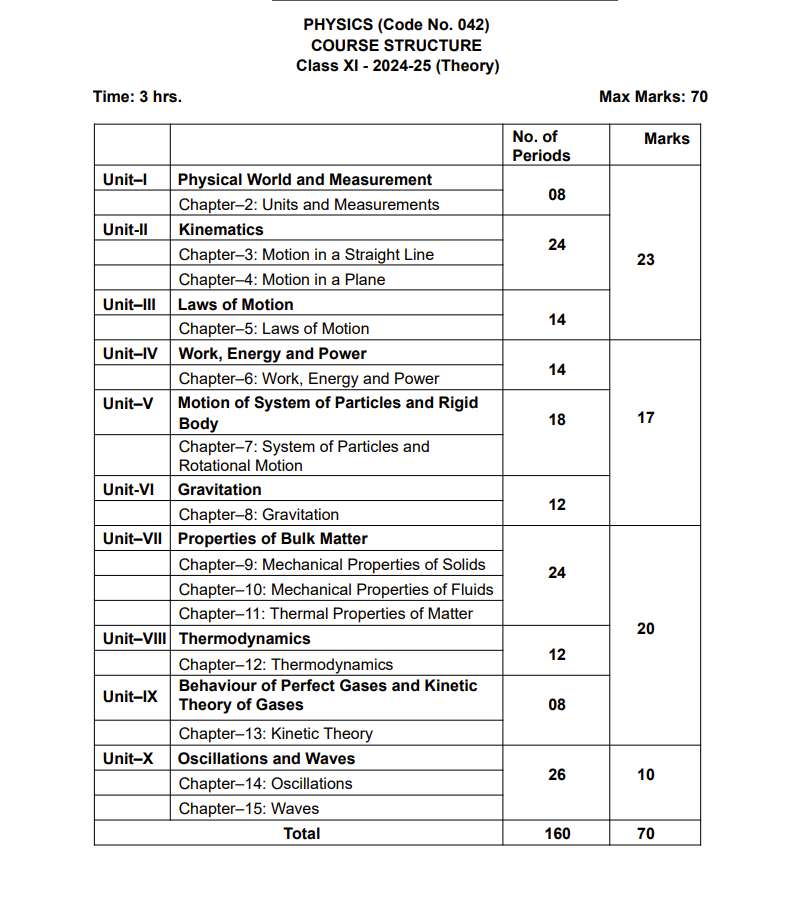 PHYSICS (Code No. 042)
COURSE STRUCTURE
Class XI - 2024-25 (Theory)
Time: 3 hrs. Max Marks: 70
No. of Periods Marks
Unit–I Physical World and Measurement 08 23
Chapter–2: Units and Measurements
Unit-II Kinematics 24
Chapter–3: Motion in a Straight Line
Chapter–4: Motion in a Plane
Unit–III Laws of Motion 14
Chapter–5: Laws of Motion
Unit–IV Work, Energy and Power 14 17
Chapter–6: Work, Energy and Power
Unit–V Motion of System of Particles and Rigid
Body 18
Chapter–7: System of Particles and
Rotational Motion
Unit-VI Gravitation 12
Chapter–8: Gravitation
Unit–VII Properties of Bulk Matter 24 20
Chapter–9: Mechanical Properties of Solids
Chapter–10: Mechanical Properties of Fluids
Chapter–11: Thermal Properties of Matter
Unit–VIII Thermodynamics 12
Chapter–12: Thermodynamics
Unit–IX Behaviour of Perfect Gases and Kinetic
Theory of Gases 08
Chapter–13: Kinetic Theory
Unit–X Oscillations and Waves 26 10
Chapter–14: Oscillations
Chapter–15: Waves
Total 160 70